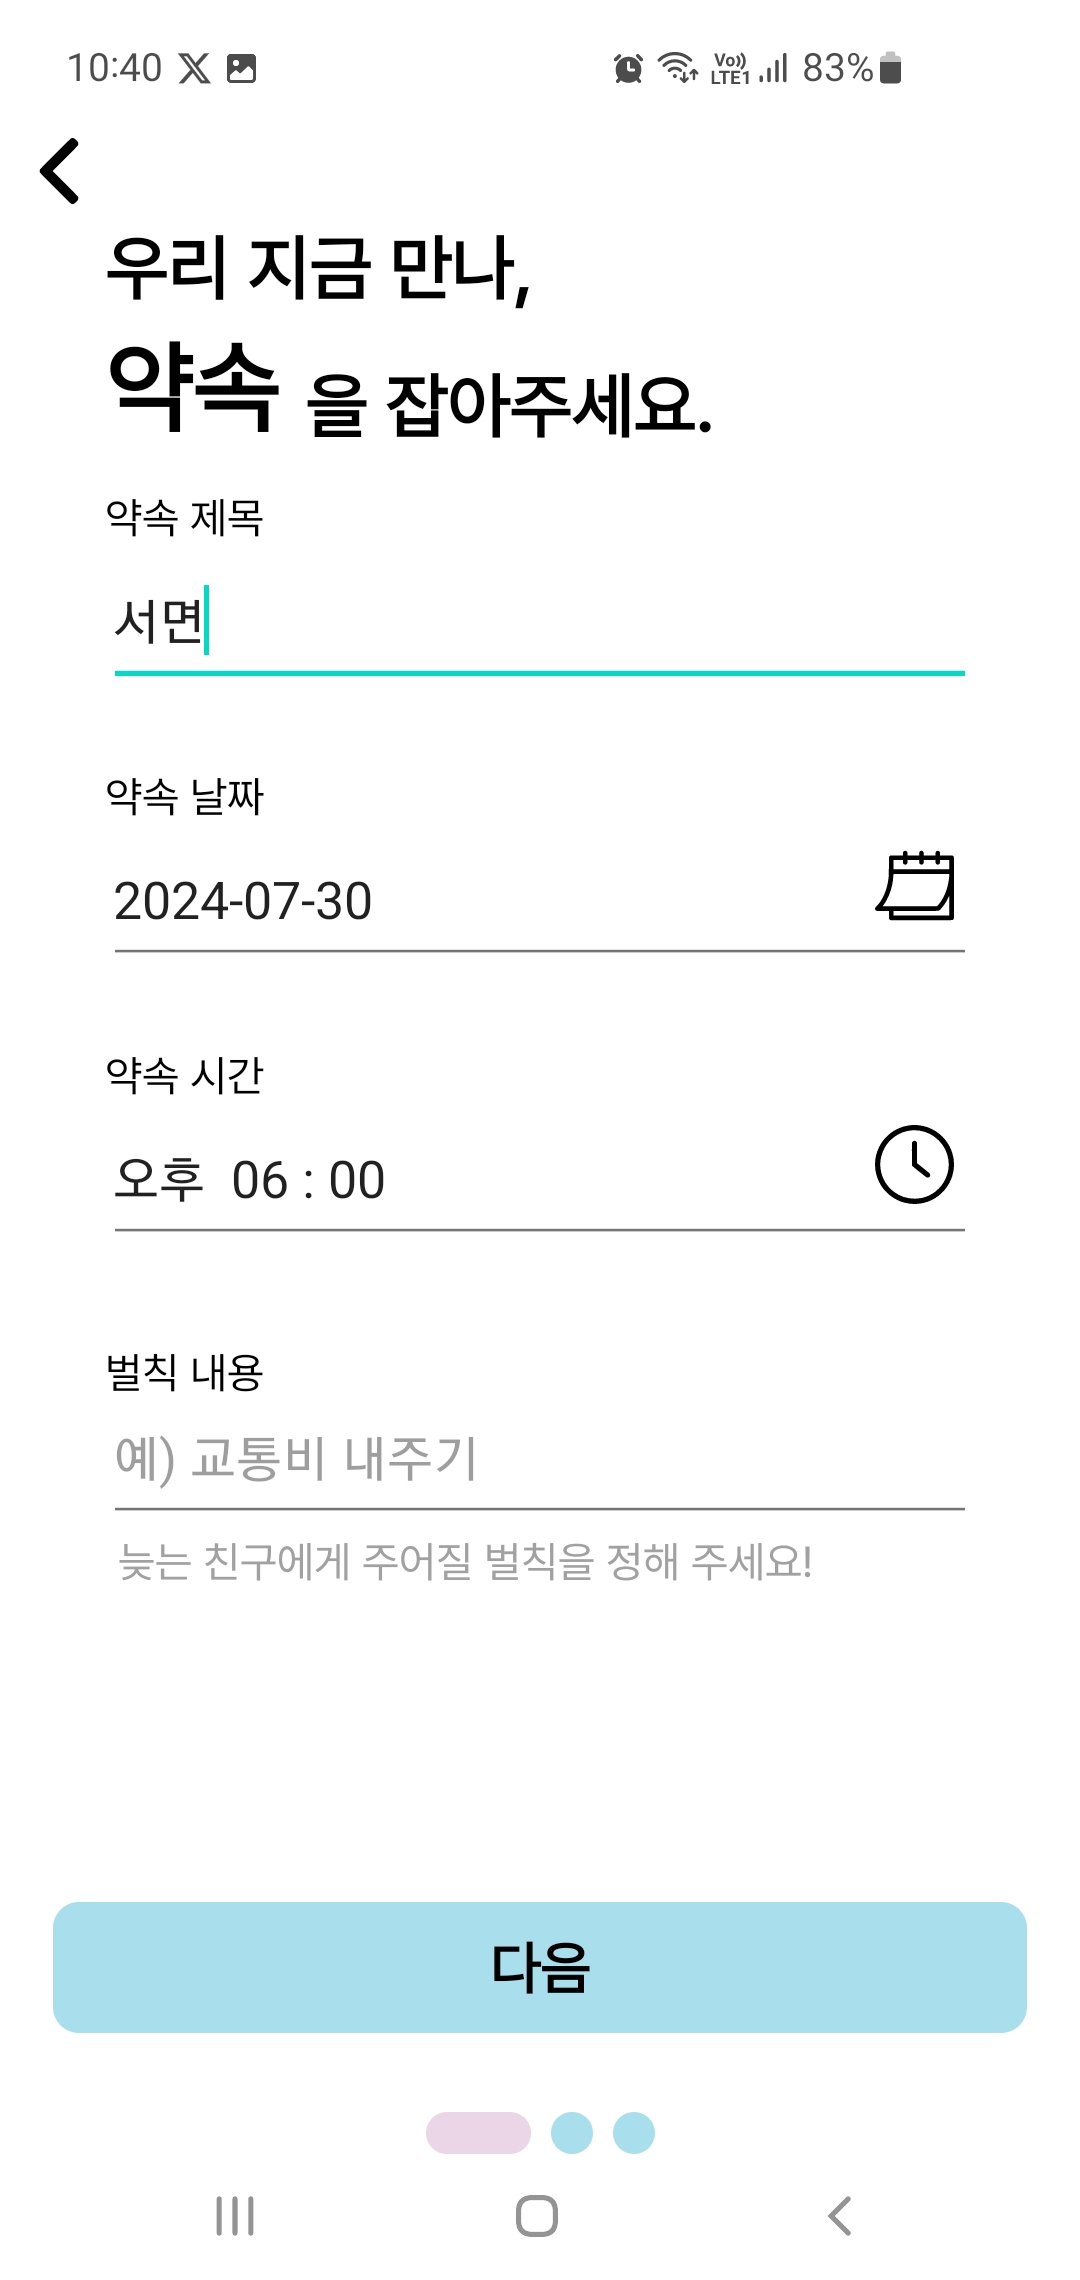 10:40 Vo)) LTE1 83%
우리 지금 만나,
약속 을 잡아주세요.
약속 제목
서면
약속 날짜
2024-07-30
약속 시간
오후 06 : 00
벌칙 내용
예) 교통비 내주기
늦는 친구에게 주어질 벌칙을 정해 주세요!
다음